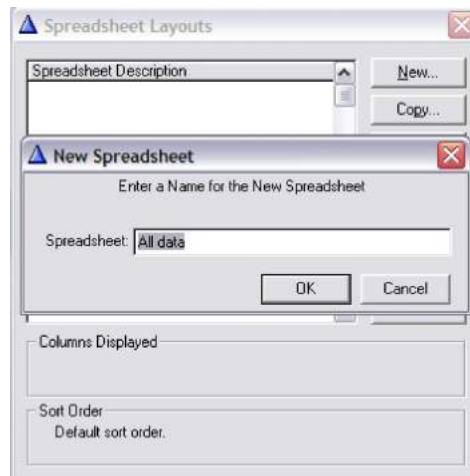 Spreadsheet Layouts
Spreadsheet Description
New...
Copy...
New Spreadsheet
Enter a Name for the New Spreadsheet
Spreadsheet: All data
OK Cancel
Columns Displayed
Sort Order
Default sort order.